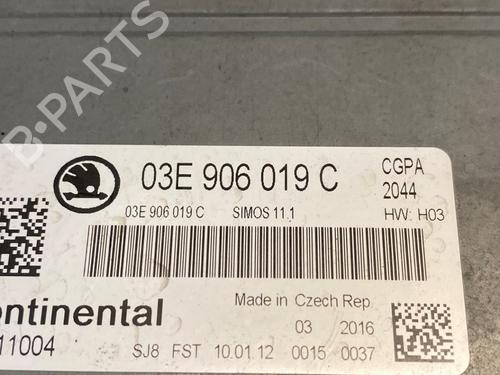 B-PARTS
03E 906 019 C
CGPA
2044
03E 906 019 C SIMOS 11.1
HW: H03
ontinental
Made in Czech Rep.
03 2016
11004
SJ8 FST 10.01.12 0015 0037